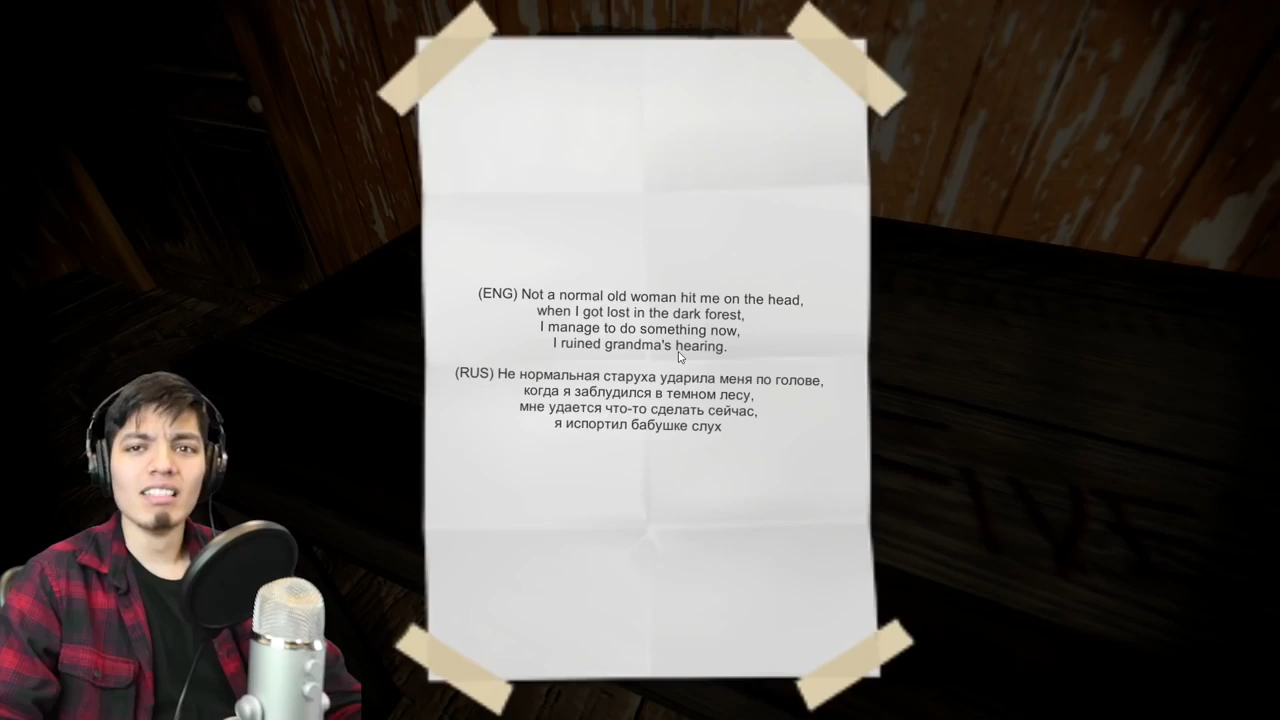 (ENG) Not a normal old woman hit me on the head,
when I got lost in the dark forest,
I manage to do something now,
I ruined grandma's hearing.
(RUS) Не нормальная старуха ударила меня по голове,
когда я заблудился в темном лесу,
мне удается что-то сделать сейчас,
я испортил бабушке слух